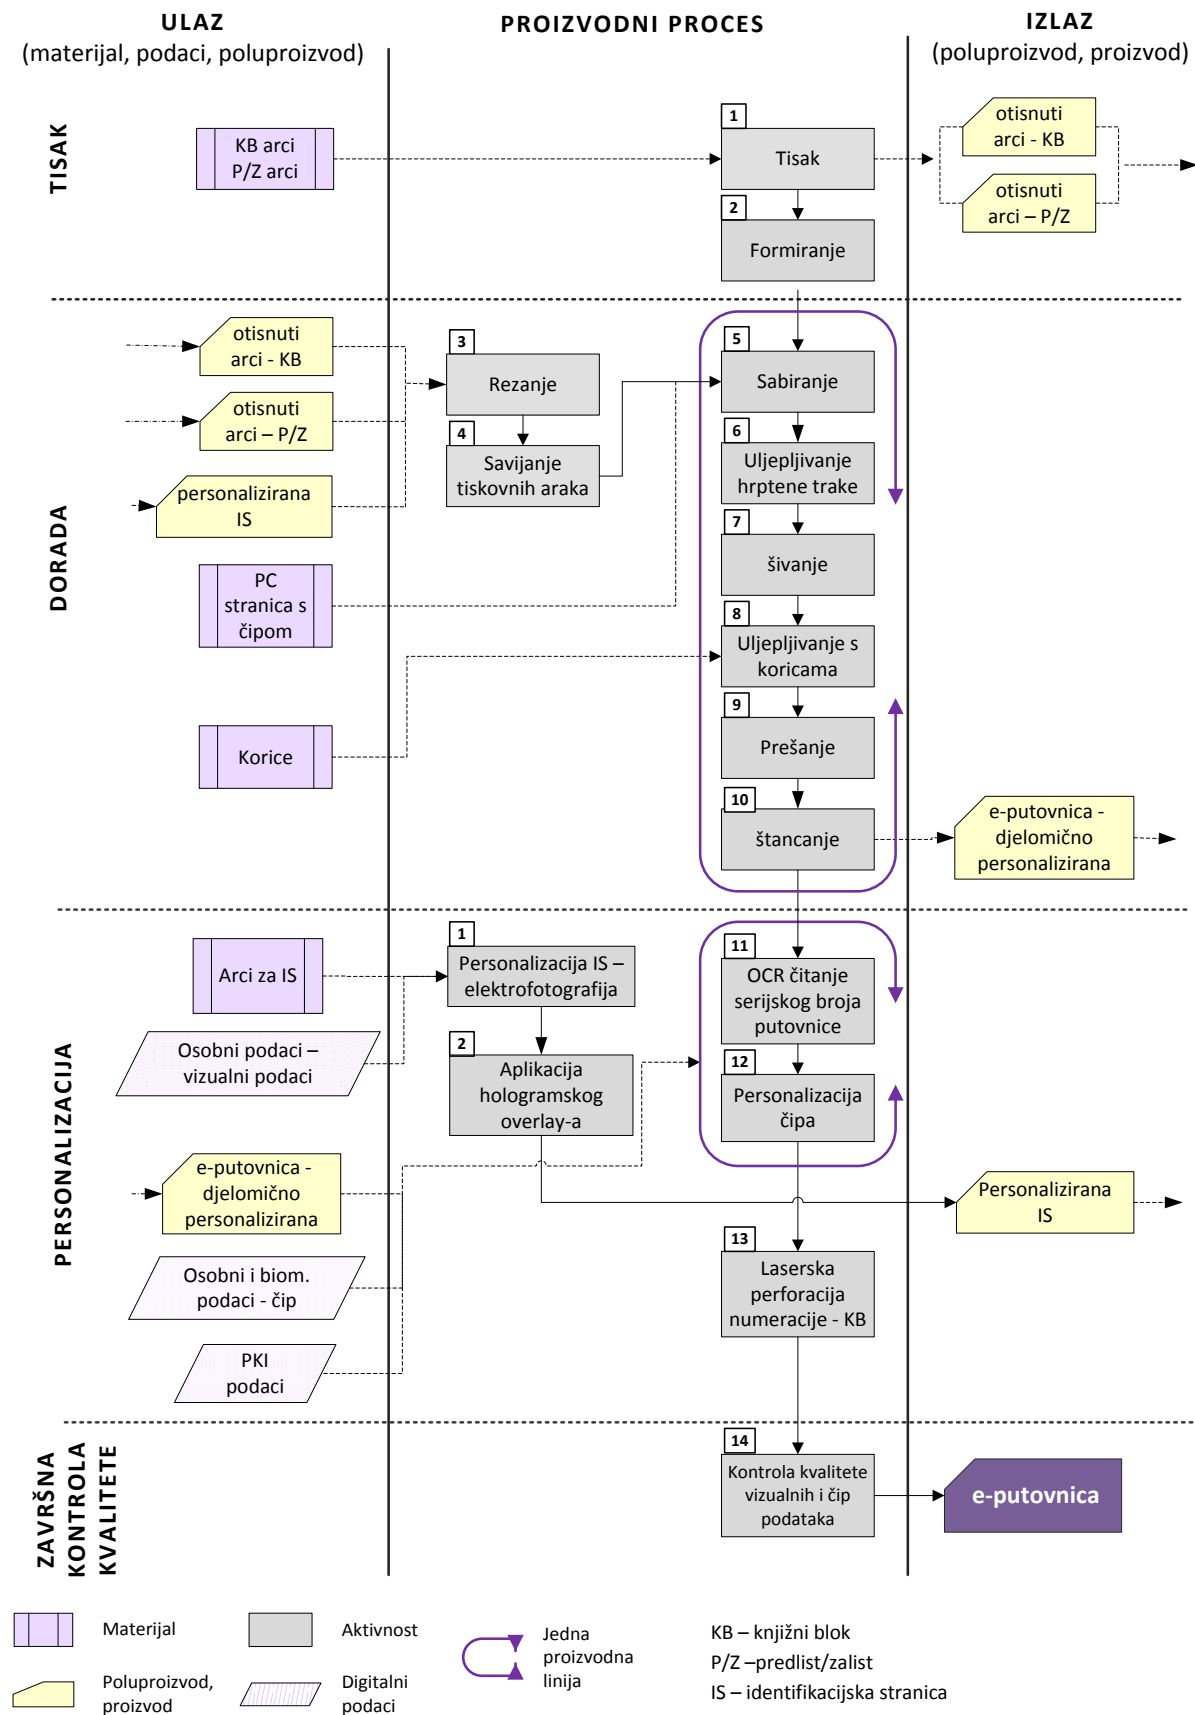 ULAZ
(materijal, podaci, poluproizvod)
PROIZVODNI PROCES
IZLAZ
(poluproizvod, proizvod)
TISAK
KB arci
P/Z arci
1
Tisak
2
Formiranje
otisnuti
arci - KB
otisnuti
arci – P/Z
DORADA
otisnuti
arci - KB
otisnuti
arci – P/Z
personalizirana
IS
PC
stranica s
čipom
Korice
3
Rezanje
4
Savijanje
tiskovnih araka
5
Sabiranje
6
Uljepljivanje
hrptene trake
7
šivanje
8
Uljepljivanje s
koricama
9
Prešanje
10
štancanje
e-putovnica -
djelomično
personalizirana
PERSONALIZACIJA
Arci za IS
Osobni podaci –
vizualni podaci
e-putovnica -
djelomično
personalizirana
Osobni i biom.
podaci - čip
PKI
podaci
1
Personalizacija IS –
elektrofotografija
2
Aplikacija
hologramskog
overlay-a
11
OCR čitanje
serijskog broja
putovnice
12
Personalizacija
čipa
13
Laserska
perforacija
numeracije - KB
Personalizirana
IS
ZAVRŠNA
KONTROLA
KVALITETE
14
Kontrola kvalitete
vizualnih i čip
podataka
e-putovnica
Materijal
Aktivnost
Poluproizvod,
proizvod
Digitalni
podaci
Jedna
proizvodna
linija
KB – knjižni blok
P/Z –predlist/zalist
IS – identifikacijska stranica